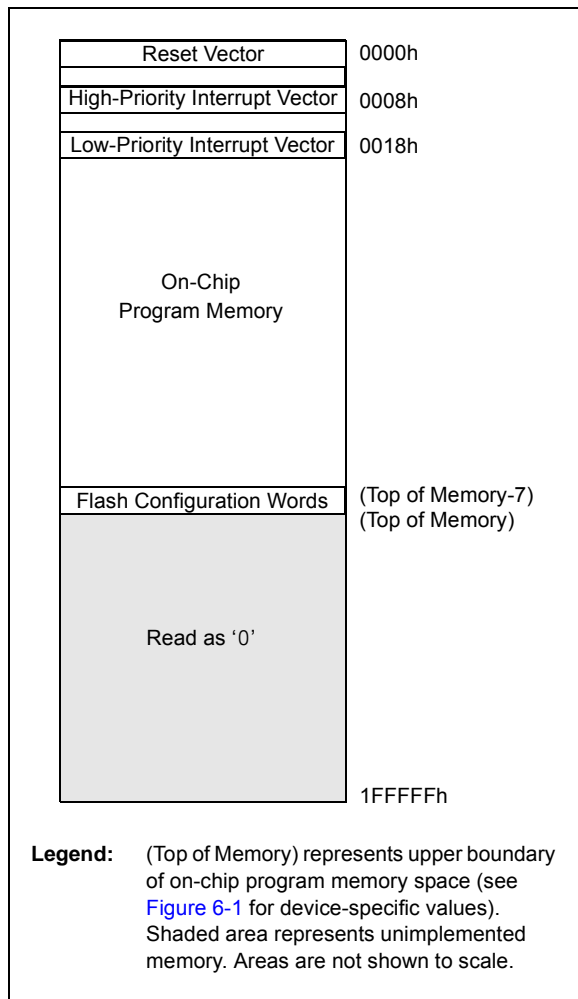 Reset Vector 0000h
High-Priority Interrupt Vector 0008h
Low-Priority Interrupt Vector 0018h
On-Chip
Program Memory
Flash Configuration Words (Top of Memory-7)
(Top of Memory)
Read as ‘0’
1FFFFFh
Legend: (Top of Memory) represents upper boundary
of on-chip program memory space (see
Figure 6-1 for device-specific values).
Shaded area represents unimplemented
memory. Areas are not shown to scale.